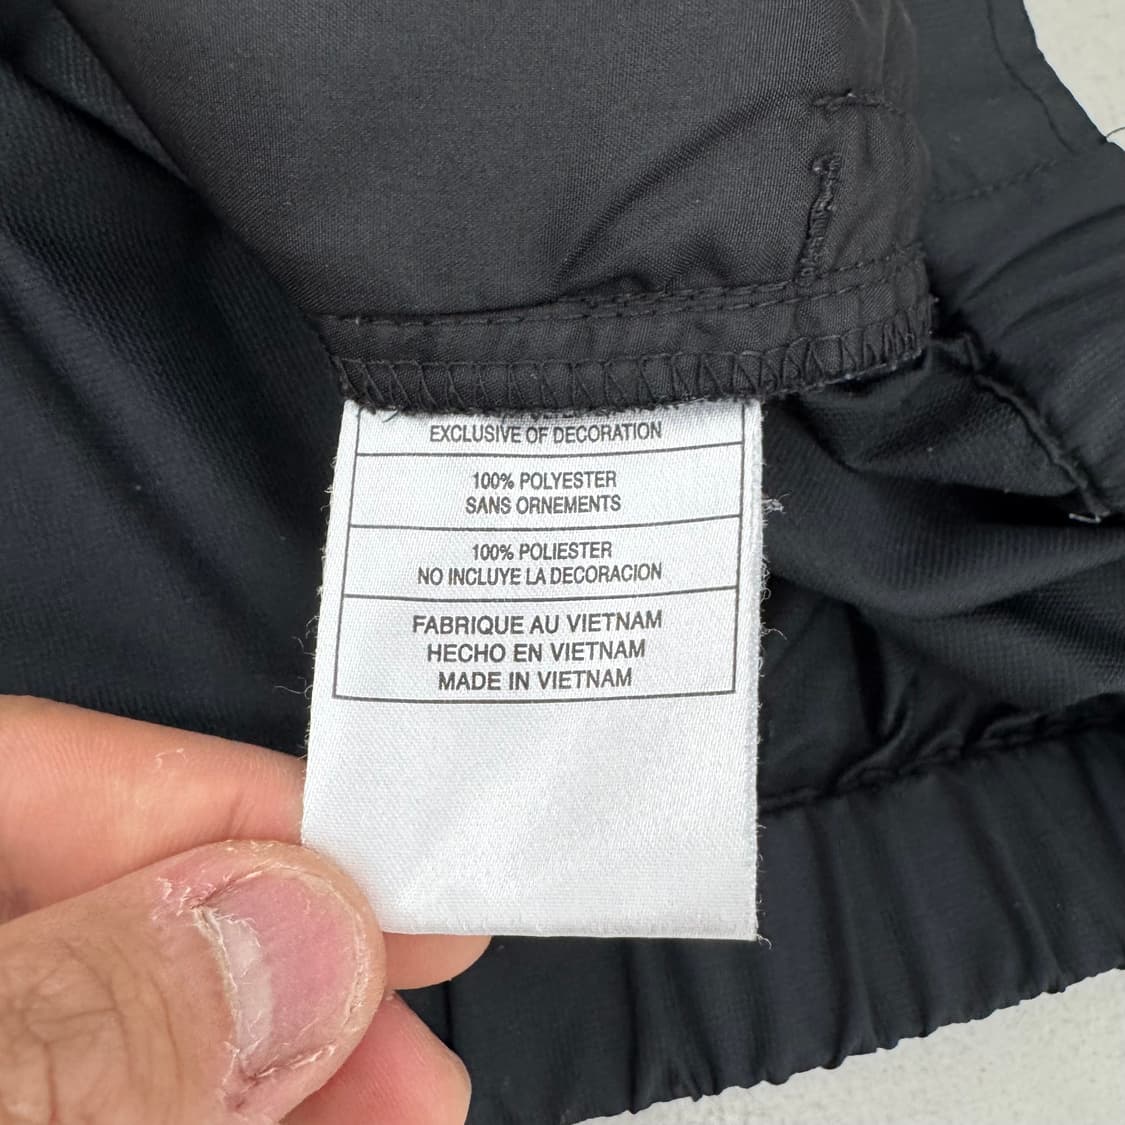 EXCLUSIVE OF DECORATION
100% POLYESTER
SANS ORNEMENTS
100% POLIESTER
NO INCLUYE LA DECORACION
FABRIQUE AU VIETNAM
HECHO EN VIETNAM
MADE IN VIETNAM